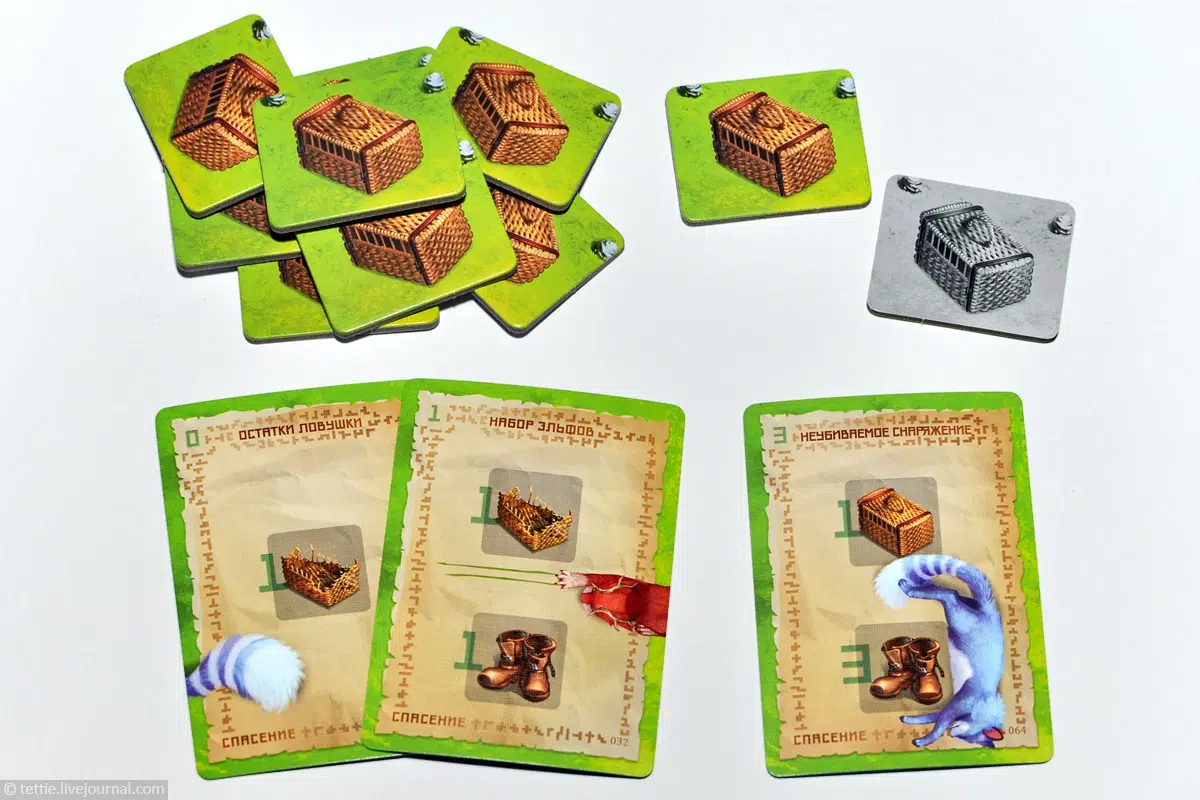 0 ОСТАТКИ ЛОВУШКИ
1
СПАСЕНИЕ
1 НАБОР ЭЛЬФОВ
1
1
СПАСЕНИЕ
032
3 НЕУБИВАЕМОЕ СНАРЯЖЕНИЕ
1
3
СПАСЕНИЕ
064
© tettie.livejournal.com